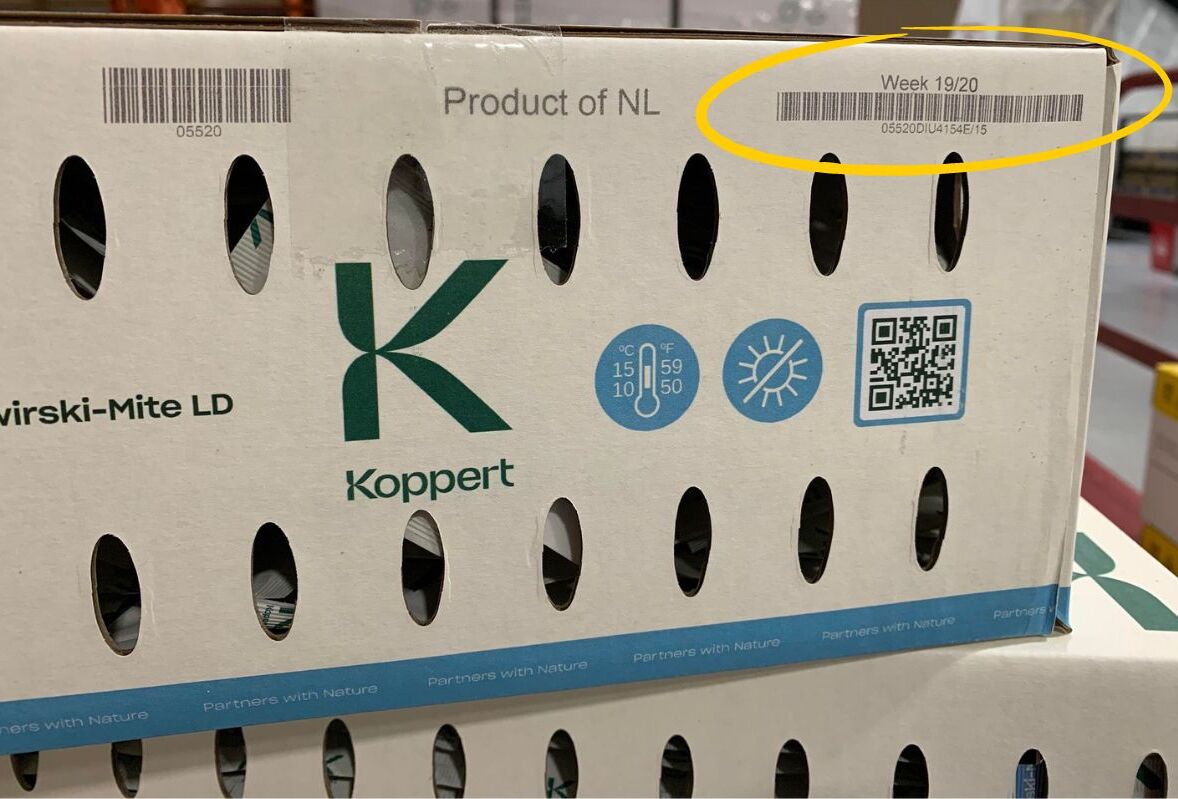 Week 19/20
Product of NL
05520
05520DIU4154E/15
°C °F
15 59
10 50
wirski-Mite LD
Koppert
Partners with Nature
Partners with Nature
Partners with Nature
Partners with Nature
Partners with Nature
Partners